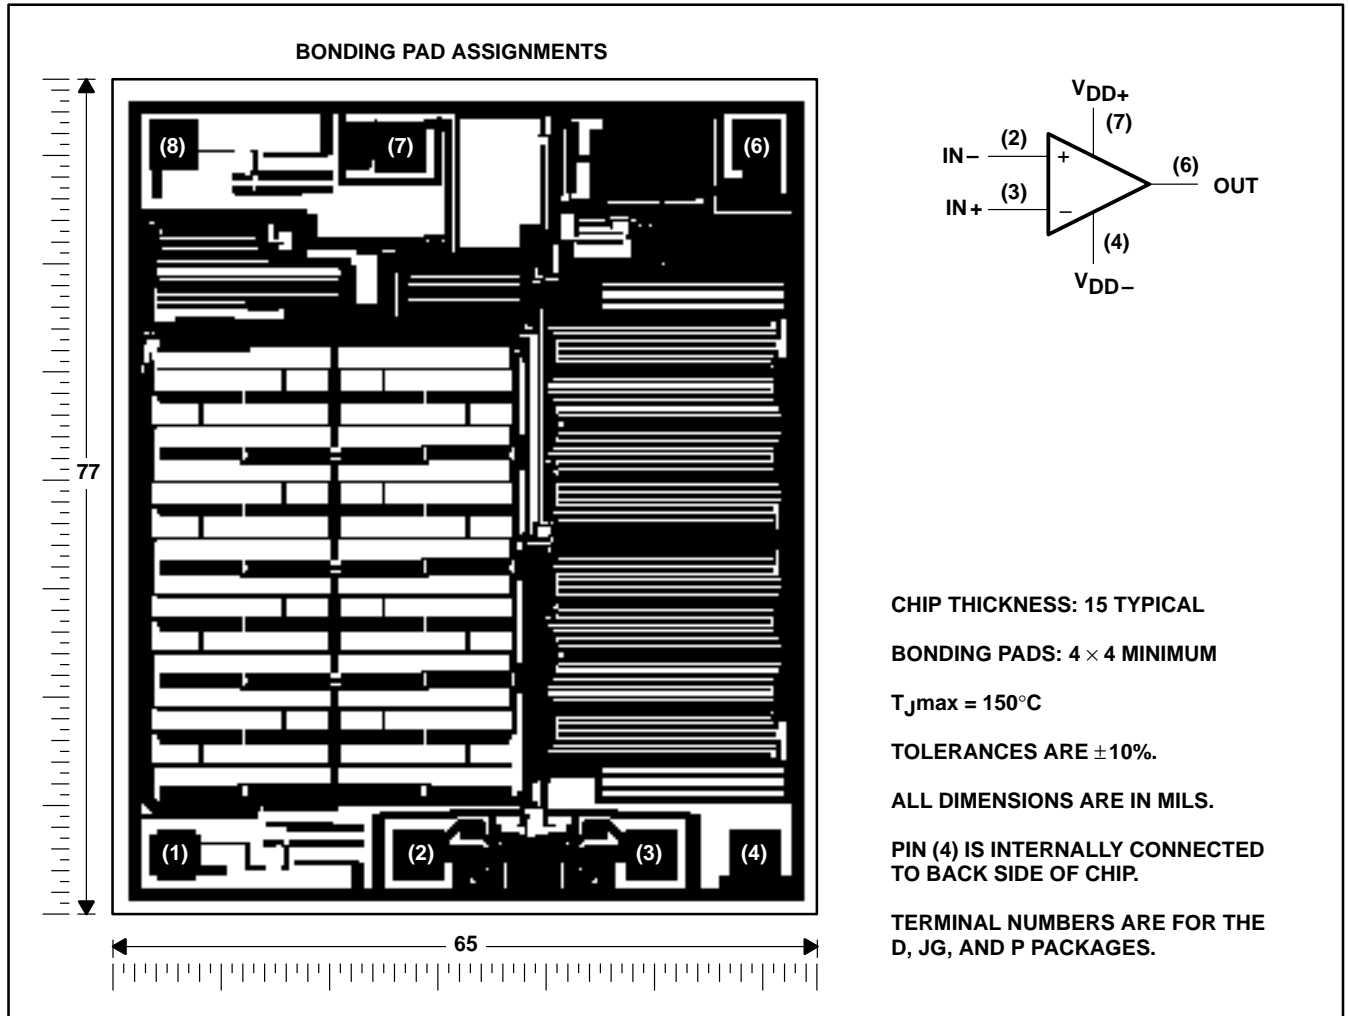 BONDING PAD ASSIGNMENTS
(8)
(7)
(6)
77
(1)
(2)
(3)
(4)
65
VDD+
(7)
(2)
IN−
+
(6)
OUT
(3)
IN+
−
(4)
VDD−
CHIP THICKNESS: 15 TYPICAL
BONDING PADS: 4 × 4 MINIMUM
TJmax = 150°C
TOLERANCES ARE ±10%.
ALL DIMENSIONS ARE IN MILS.
PIN (4) IS INTERNALLY CONNECTED
TO BACK SIDE OF CHIP.
TERMINAL NUMBERS ARE FOR THE
D, JG, AND P PACKAGES.